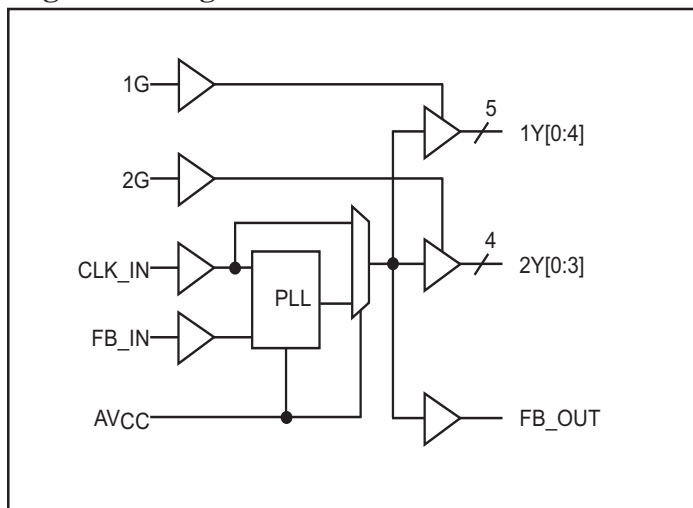 1G
5
1Y[0:4]
2G
4
CLK_IN
2Y[0:3]
PLL
FB_IN
AVCC
FB_OUT